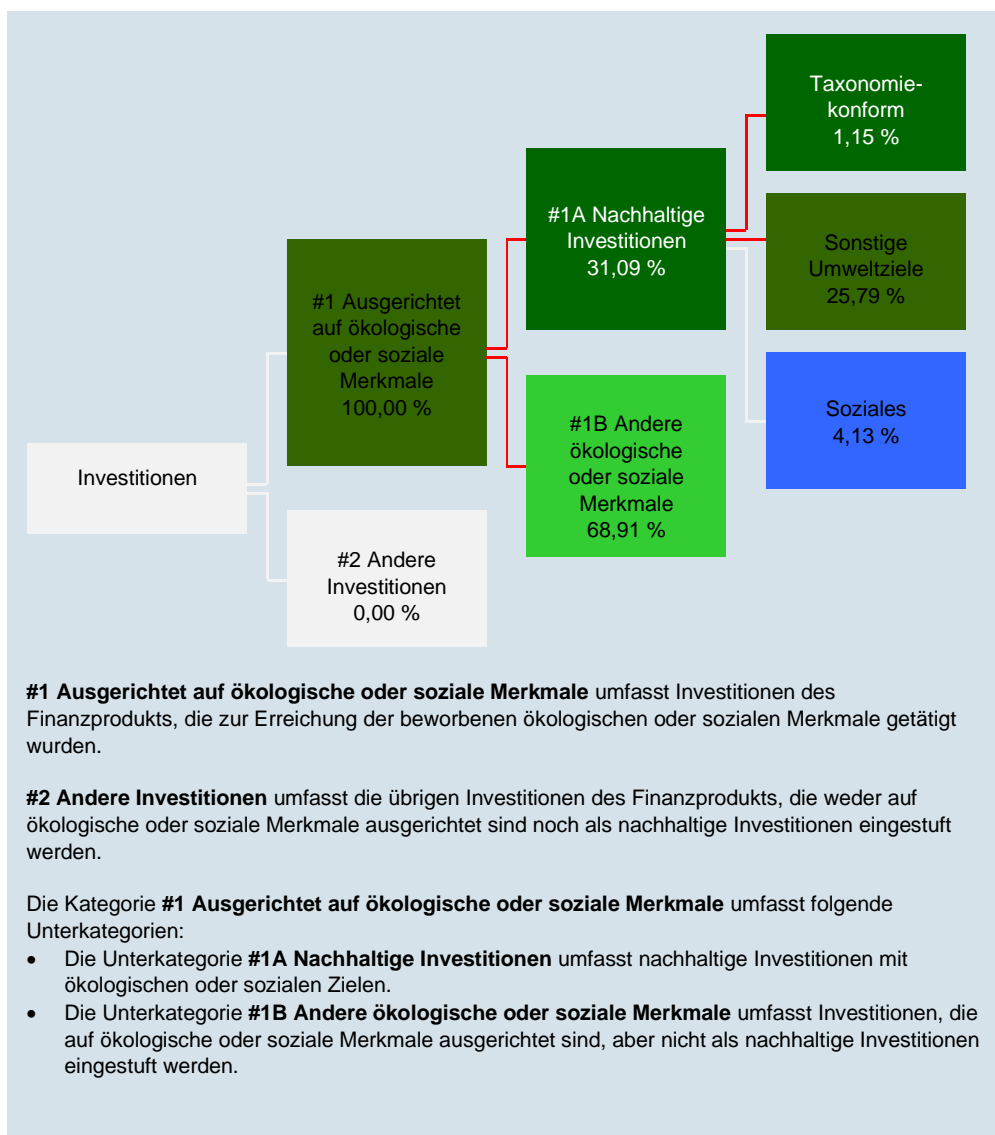 Taxonomie-
konform
1,15 %
#1A Nachhaltige
Investitionen
31,09 %
Sonstige
Umweltziele
25,79 %
#1 Ausgerichtet
auf ökologische
oder soziale
Merkmale
100,00 %
Soziales
4,13 %
#1B Andere
ökologische
oder soziale
Merkmale
68,91 %
Investitionen
#2 Andere
Investitionen
0,00 %
#1 Ausgerichtet auf ökologische oder soziale Merkmale umfasst Investitionen des
Finanzprodukts, die zur Erreichung der beworbenen ökologischen oder sozialen Merkmale getätigt
wurden.
#2 Andere Investitionen umfasst die übrigen Investitionen des Finanzprodukts, die weder auf
ökologische oder soziale Merkmale ausgerichtet sind noch als nachhaltige Investitionen eingestuft
werden.
Die Kategorie #1 Ausgerichtet auf ökologische oder soziale Merkmale umfasst folgende
Unterkategorien:
• Die Unterkategorie #1A Nachhaltige Investitionen umfasst nachhaltige Investitionen mit
ökologischen oder sozialen Zielen.
• Die Unterkategorie #1B Andere ökologische oder soziale Merkmale umfasst Investitionen, die
auf ökologische oder soziale Merkmale ausgerichtet sind, aber nicht als nachhaltige Investitionen
eingestuft werden.